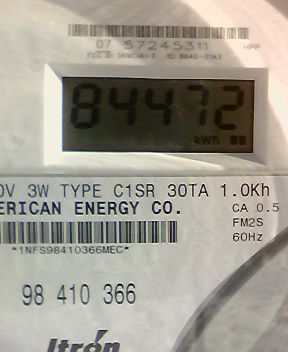 07 57245311
84472
kWh
0V 3W TYPE C1SR 30TA 1.0Kh
ERICAN ENERGY CO. CA 0.5
FM2S
60Hz
*1NFS98410366MEC*
98 410 366
Itrón